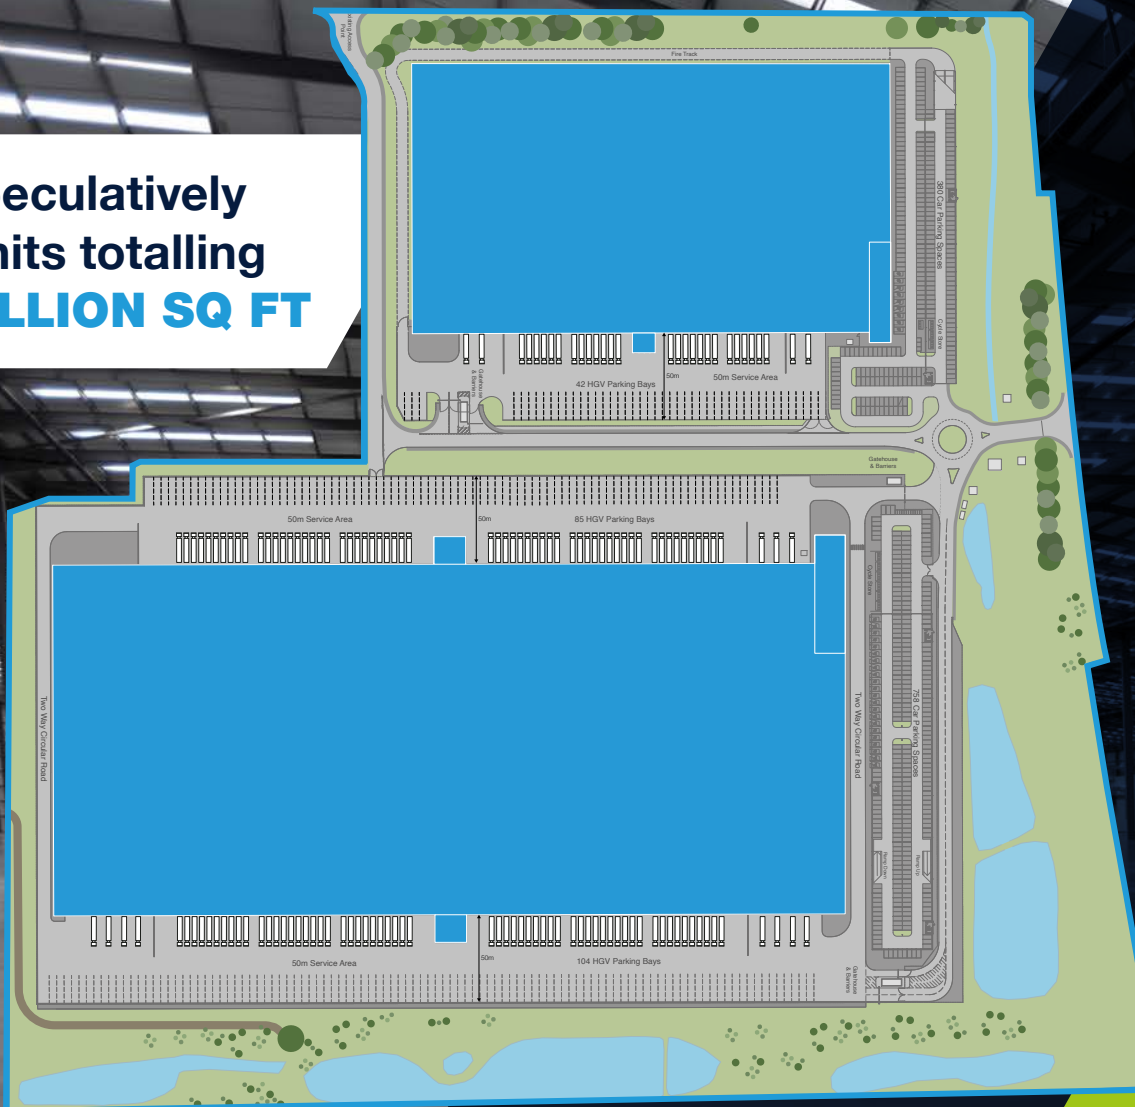 eculatively
nits totalling
LLION SQ FT
Point
Fire Track
380 Car Parking Spaces
Cycle Store
Gatehouse
& Barriers
42 HGV Parking Bays
50m
50m Service Area
Gatehouse
& Barriers
50m Service Area
50m
85 HGV Parking Bays
Cycle Store
Two Way Circular Road
Two Way Circular Road
758 Car Parking Spaces
Ramp Down
Ramp Up
50m Service Area
50m
104 HGV Parking Bays
Gatehouse
& Barriers